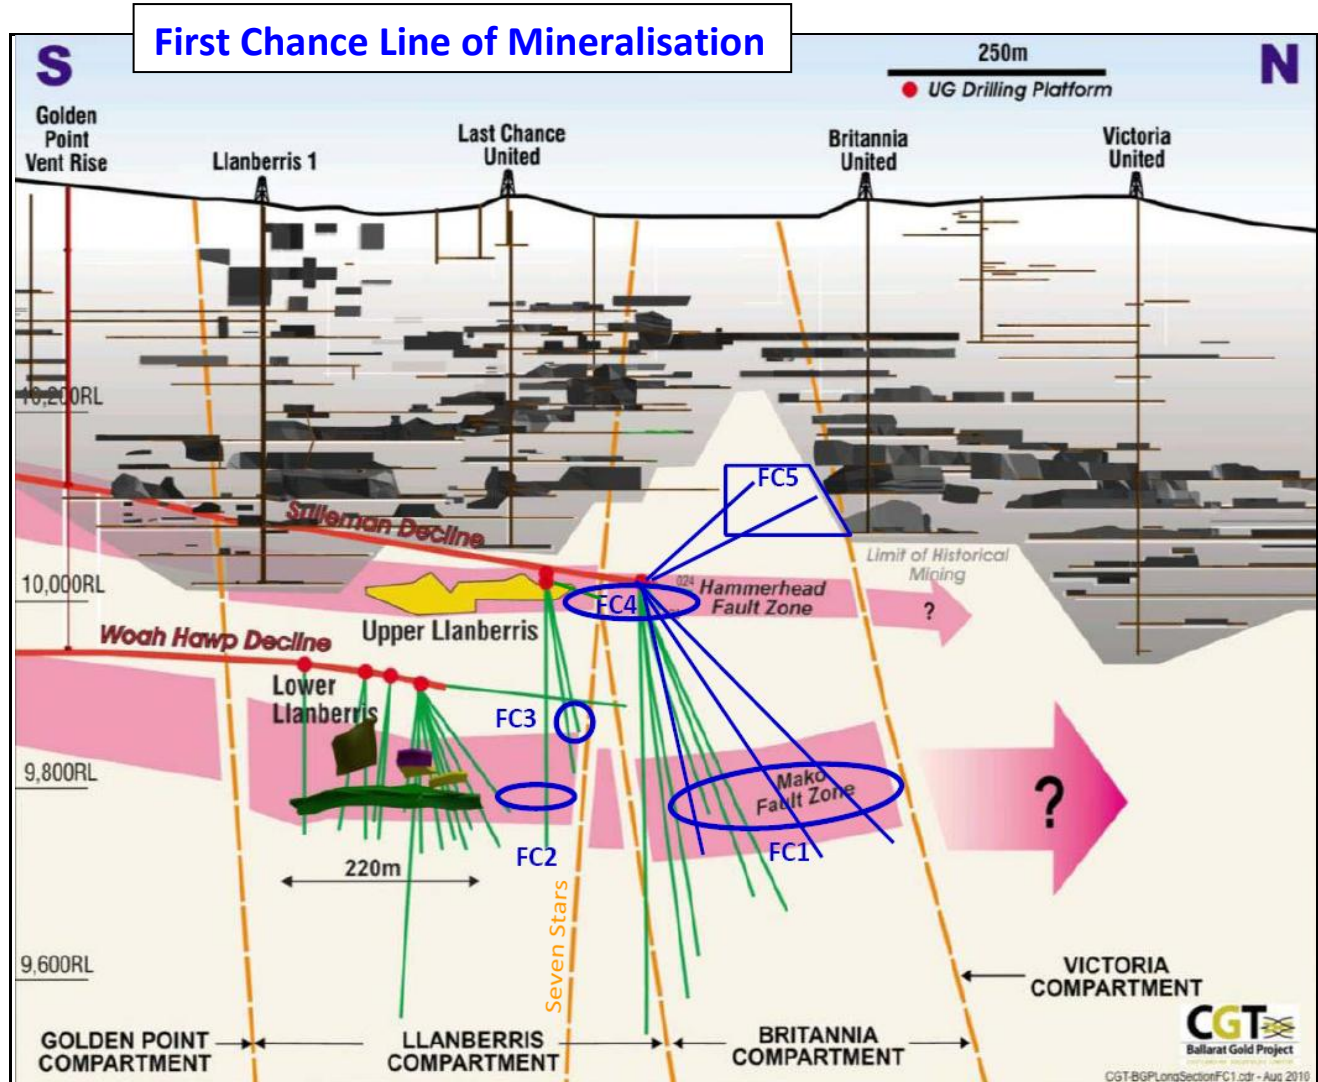 First Chance Line of Mineralisation
S
N
250m
UG Drilling Platform
Golden
Point
Vent Rise
Llanberris 1
Last Chance
United
Britannia
United
Victoria
United
10,200RL
FC5
Sulieman Decline
Limit of Historical
Mining
10,000RL
024
Hammerhead
Fault Zone
FC4
?
Upper Llanberris
Woah Hawp Decline
Lower
Llanberris
FC3
9,800RL
Mako
Fault Zone
?
FC2
FC1
220m
Seven Stars
9,600RL
VICTORIA
COMPARTMENT
GOLDEN POINT
COMPARTMENT
LLANBERRIS
COMPARTMENT
BRITANNIA
COMPARTMENT
CGT
Ballarat Gold Project
CGT-BGPLongSectionFC1.cdr - Aug 2010